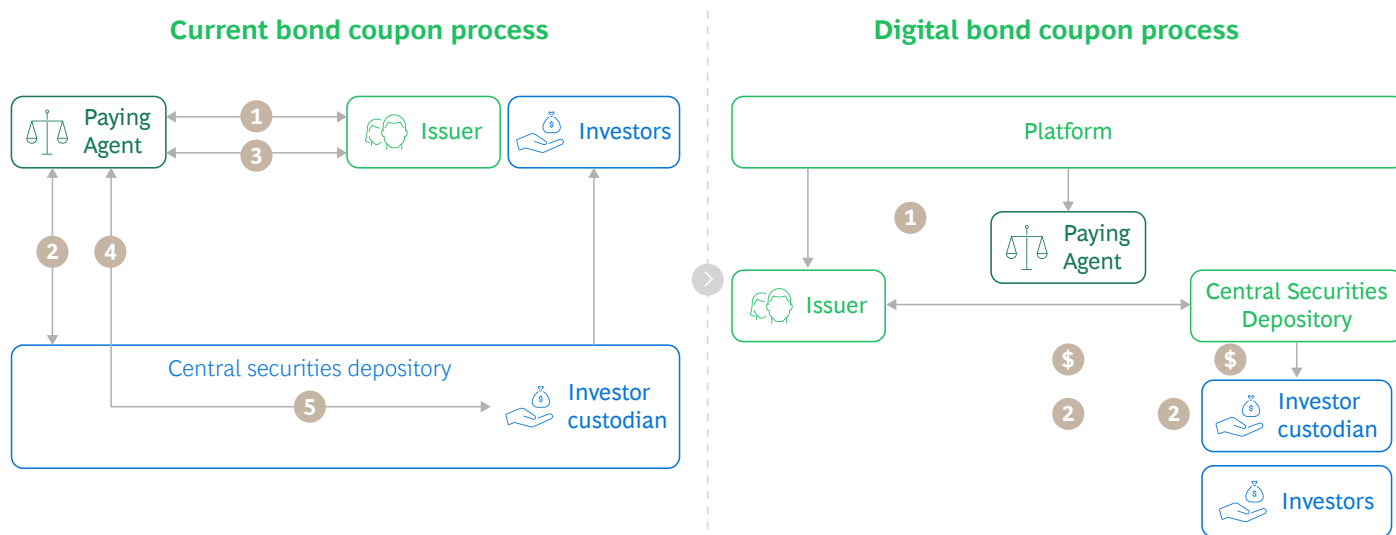 Current bond coupon process
Paying
Agent
1
3
Issuer
Investors
2
4
Central securities depository
5
Investor
custodian
Digital bond coupon process
Platform
1
Paying
Agent
Issuer
Central Securities
Depository
$
$
2
2
Investor
custodian
Investors